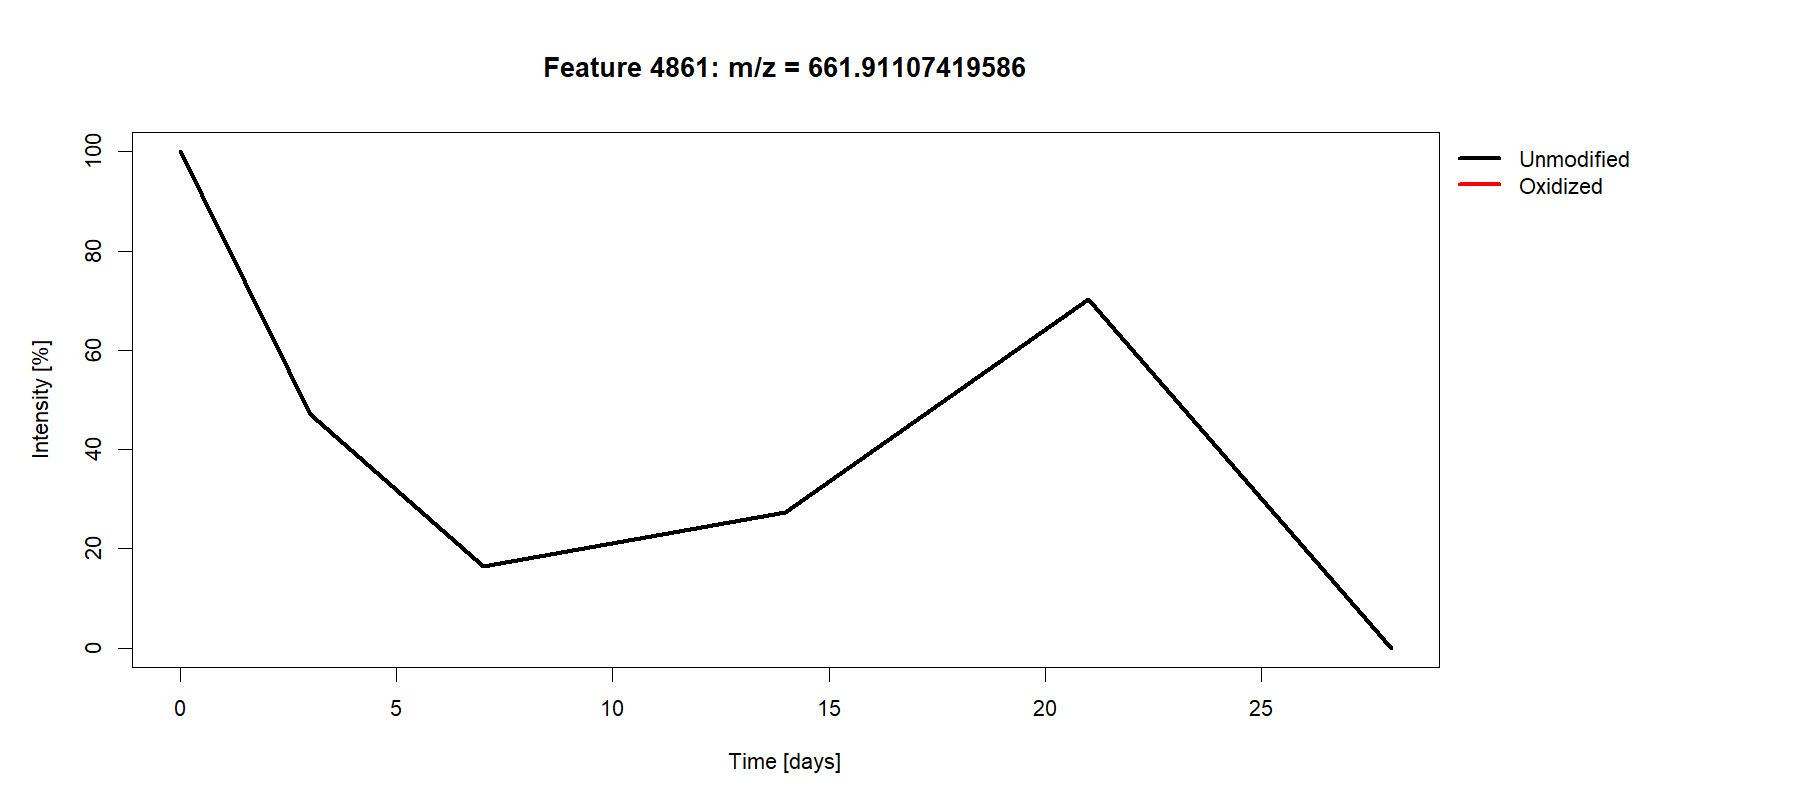 Feature 4861: m/z = 661.91107419586
Unmodified
Oxidized
Intensity [%]
100
80
60
40
20
0
0 5 10 15 20 25
Time [days]